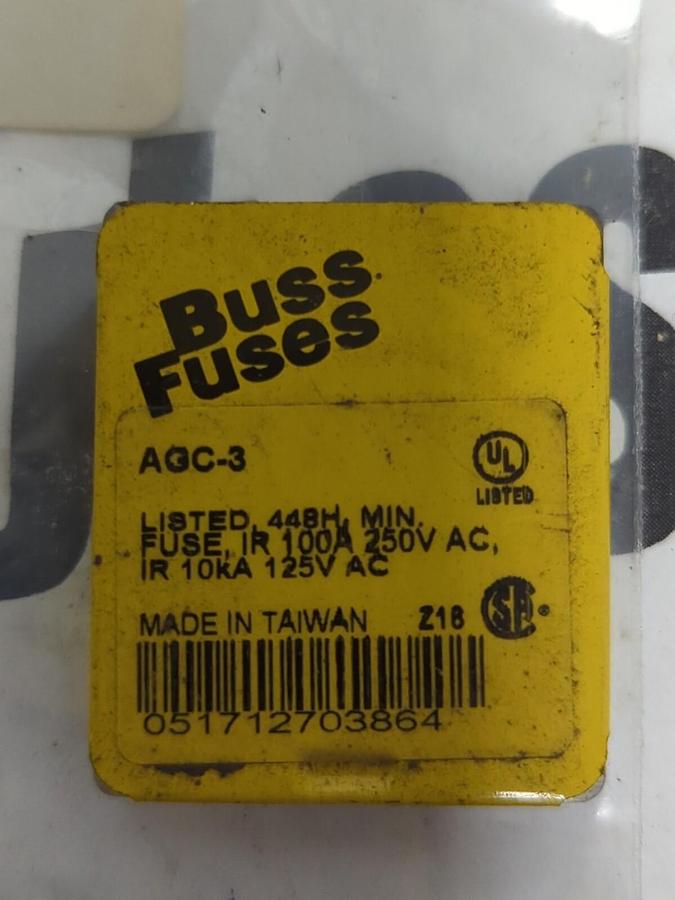 Buss
Fuses
AGC-3
UL
LISTED
LISTED, 448H, MIN.
FUSE, IR 100A 250V AC,
IR 10kA 125V AC
MADE IN TAIWAN Z18
051712703864